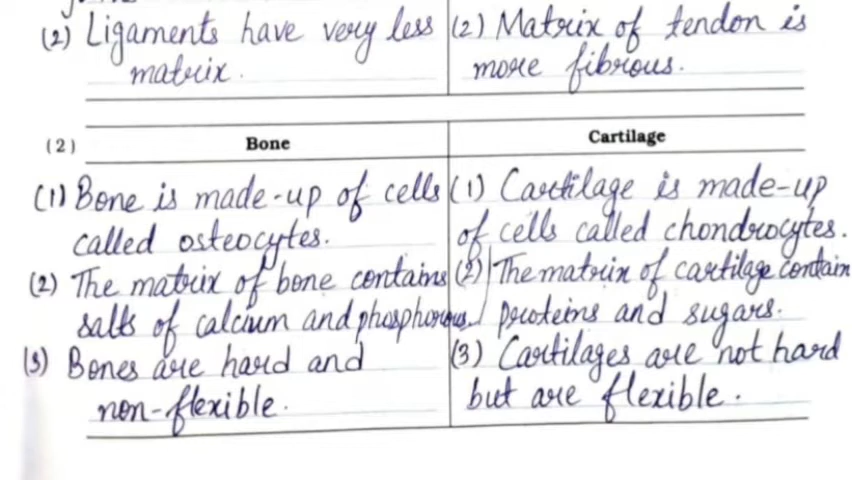 (2) Ligaments have very less
matrix.
(2) Matrix of tendon is
more fibrous.
(2) Bone
Cartilage
(1) Bone is made-up of cells
called osteocytes.
(2) The matrix of bone contains
salts of calcium and phosphorous.
(3) Bones are hard and
non-flexible.
(1) Cartilage is made-up
of cells called chondrocytes.
(2) The matrix of cartilage contain
proteins and sugars.
(3) Cartilages are not hard
but are flexible.